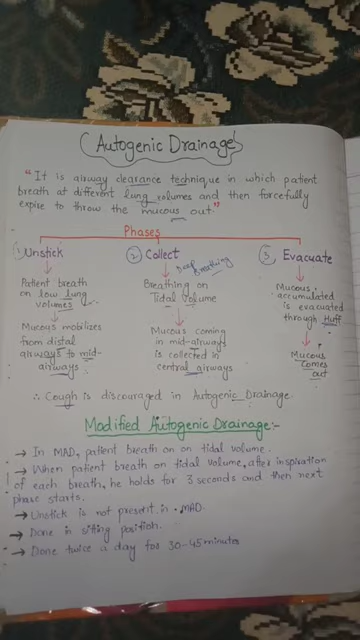 Autogenic Drainage
"It is airway clearance technique in which patient
breath at different lung volumes and then forcefully
expire to throw the mucous out."
Phases
① Unstick
Patient breath
on low lung
volumes
Mucoys mobilizes
from distal
airways to mid-
airways
② Collect
Deep breathing
Breathing on
Tidal volume
Mucous coming
in mid-airways
is collected in
central airways
③ Evacuate
Mucous
accumulated
is evacuated
through Huff
Mucous
comes
out
∴ Cough is discouraged in Autogenic Drainage
Modified Autogenic Drainage:-
→ In MAD, patient breath on on tidal volume.
→ When patient breath on tidal volume, after inspiration
of each breath, he holds for 3 seconds and then next
phase starts.
→ Unstick is not present in MAD.
→ Done in siting position.
→ Done twice a day for 30-45 minutes